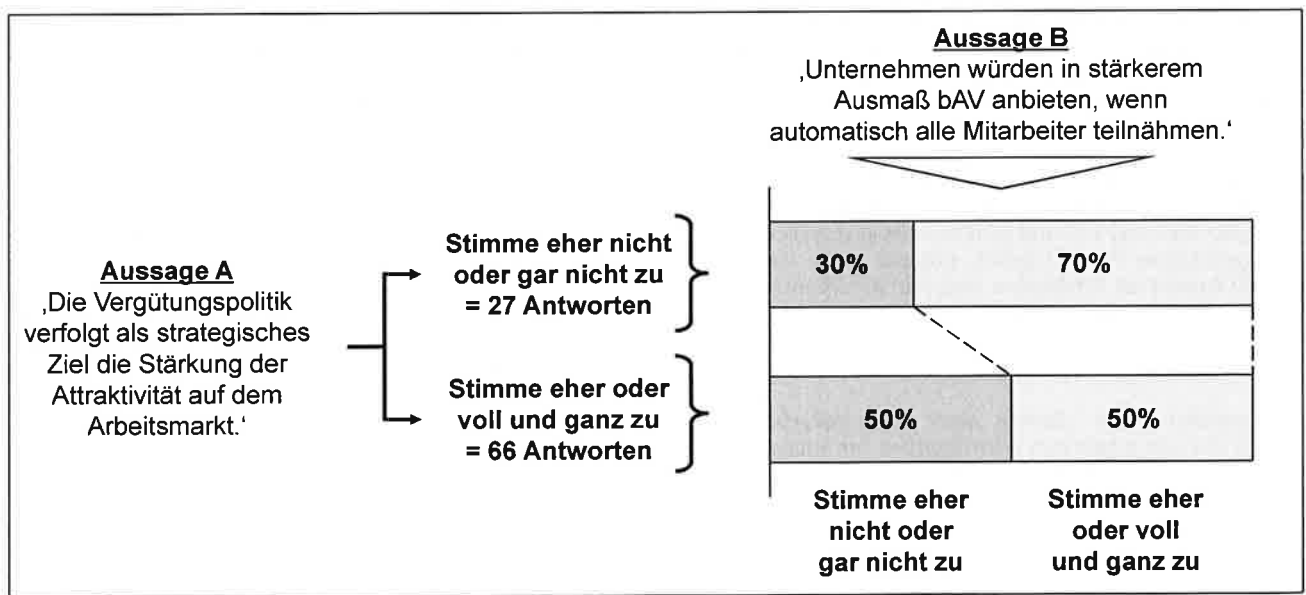 Aussage B
‚Unternehmen würden in stärkerem
Ausmaß bAV anbieten, wenn
automatisch alle Mitarbeiter teilnähmen.‘
Aussage A
‚Die Vergütungspolitik
verfolgt als strategisches
Ziel die Stärkung der
Attraktivität auf dem
Arbeitsmarkt.‘
Stimme eher nicht
oder gar nicht zu
= 27 Antworten
30%
70%
Stimme eher oder
voll und ganz zu
= 66 Antworten
50%
50%
Stimme eher
nicht oder
gar nicht zu
Stimme eher
oder voll
und ganz zu